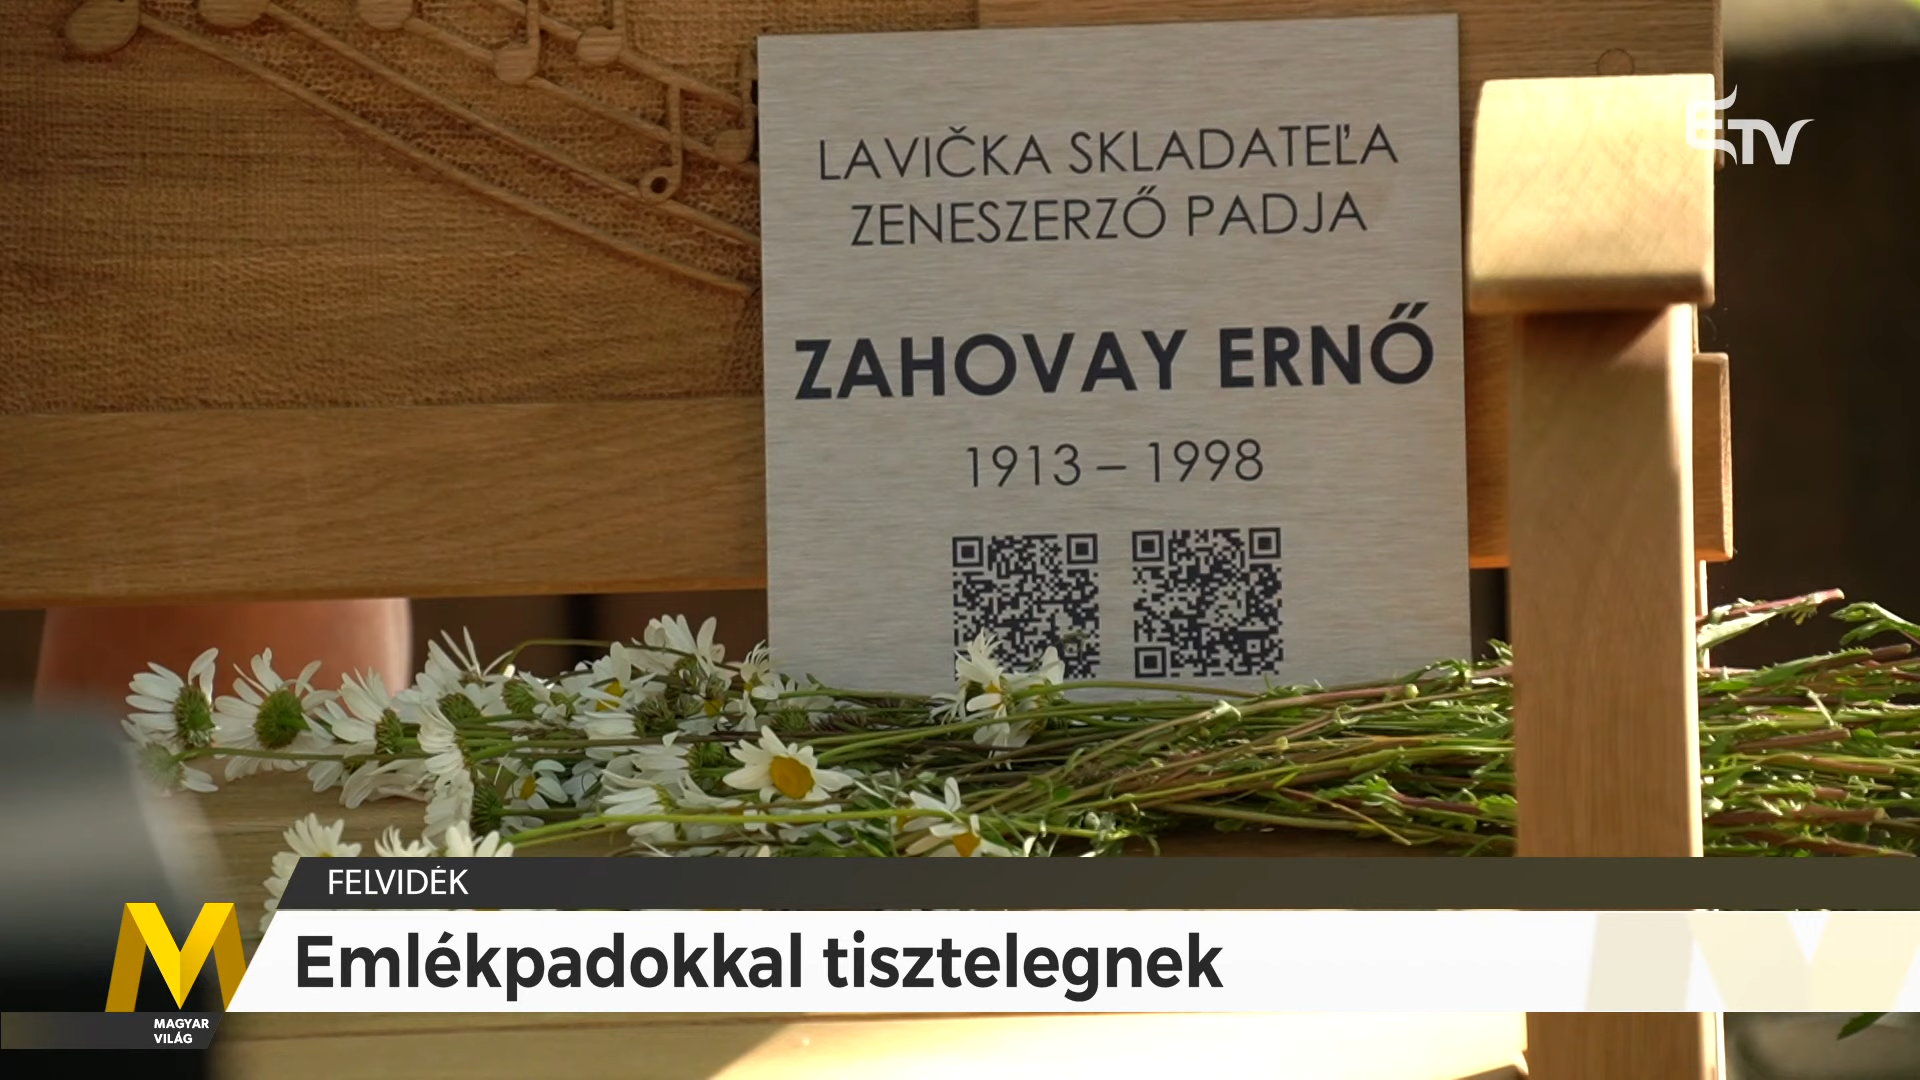 LAVIČKA SKLADATEĽA
ZENESZERZŐ PADJA
ZAHOVAY ERNŐ
1913 – 1998
ETV
FELVIDÉK
Emlékpadokkal tisztelegnek
MAGYAR
VILÁG